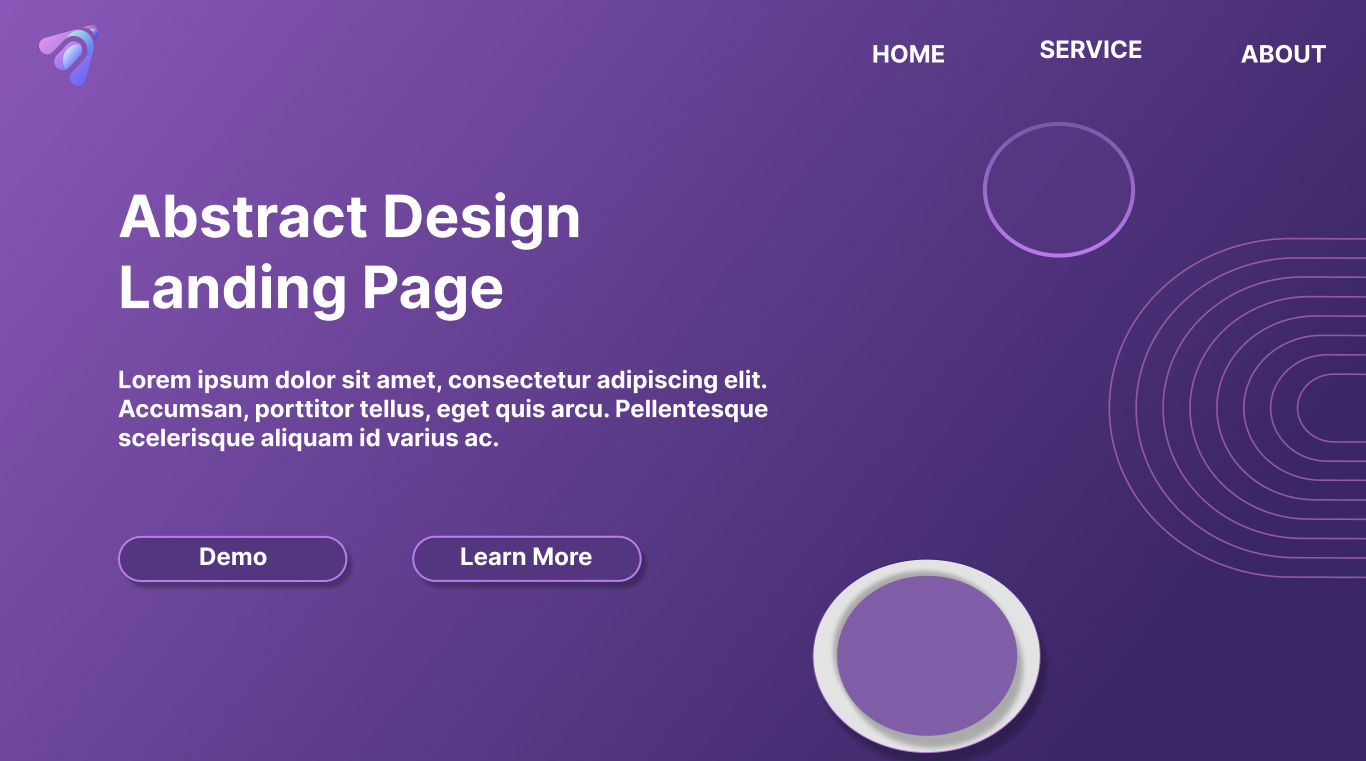 HOME
SERVICE
ABOUT
Abstract Design
Landing Page
Lorem ipsum dolor sit amet, consectetur adipiscing elit.
Accumsan, porttitor tellus, eget quis arcu. Pellentesque
scelerisque aliquam id varius ac.
Demo
Learn More